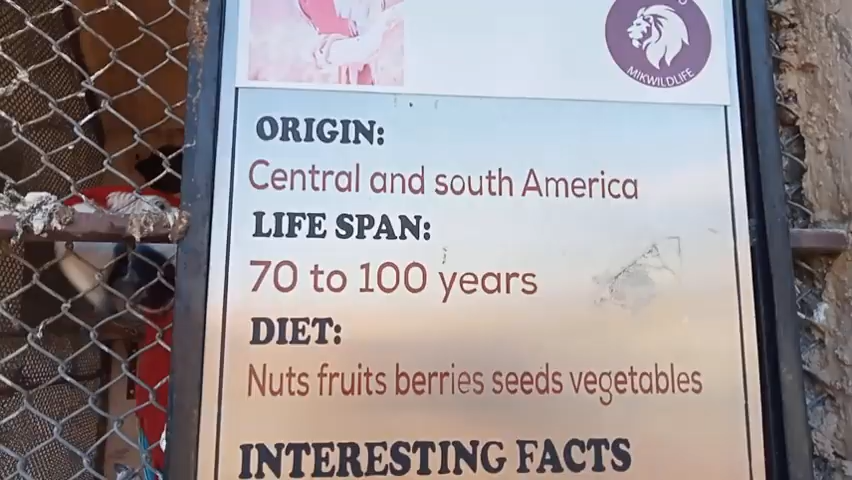 MIKWILDLIFE
ORIGIN:
Central and south America
LIFE SPAN:
70 to 100 years
DIET:
Nuts fruits berries seeds vegetables
INTERESTING FACTS